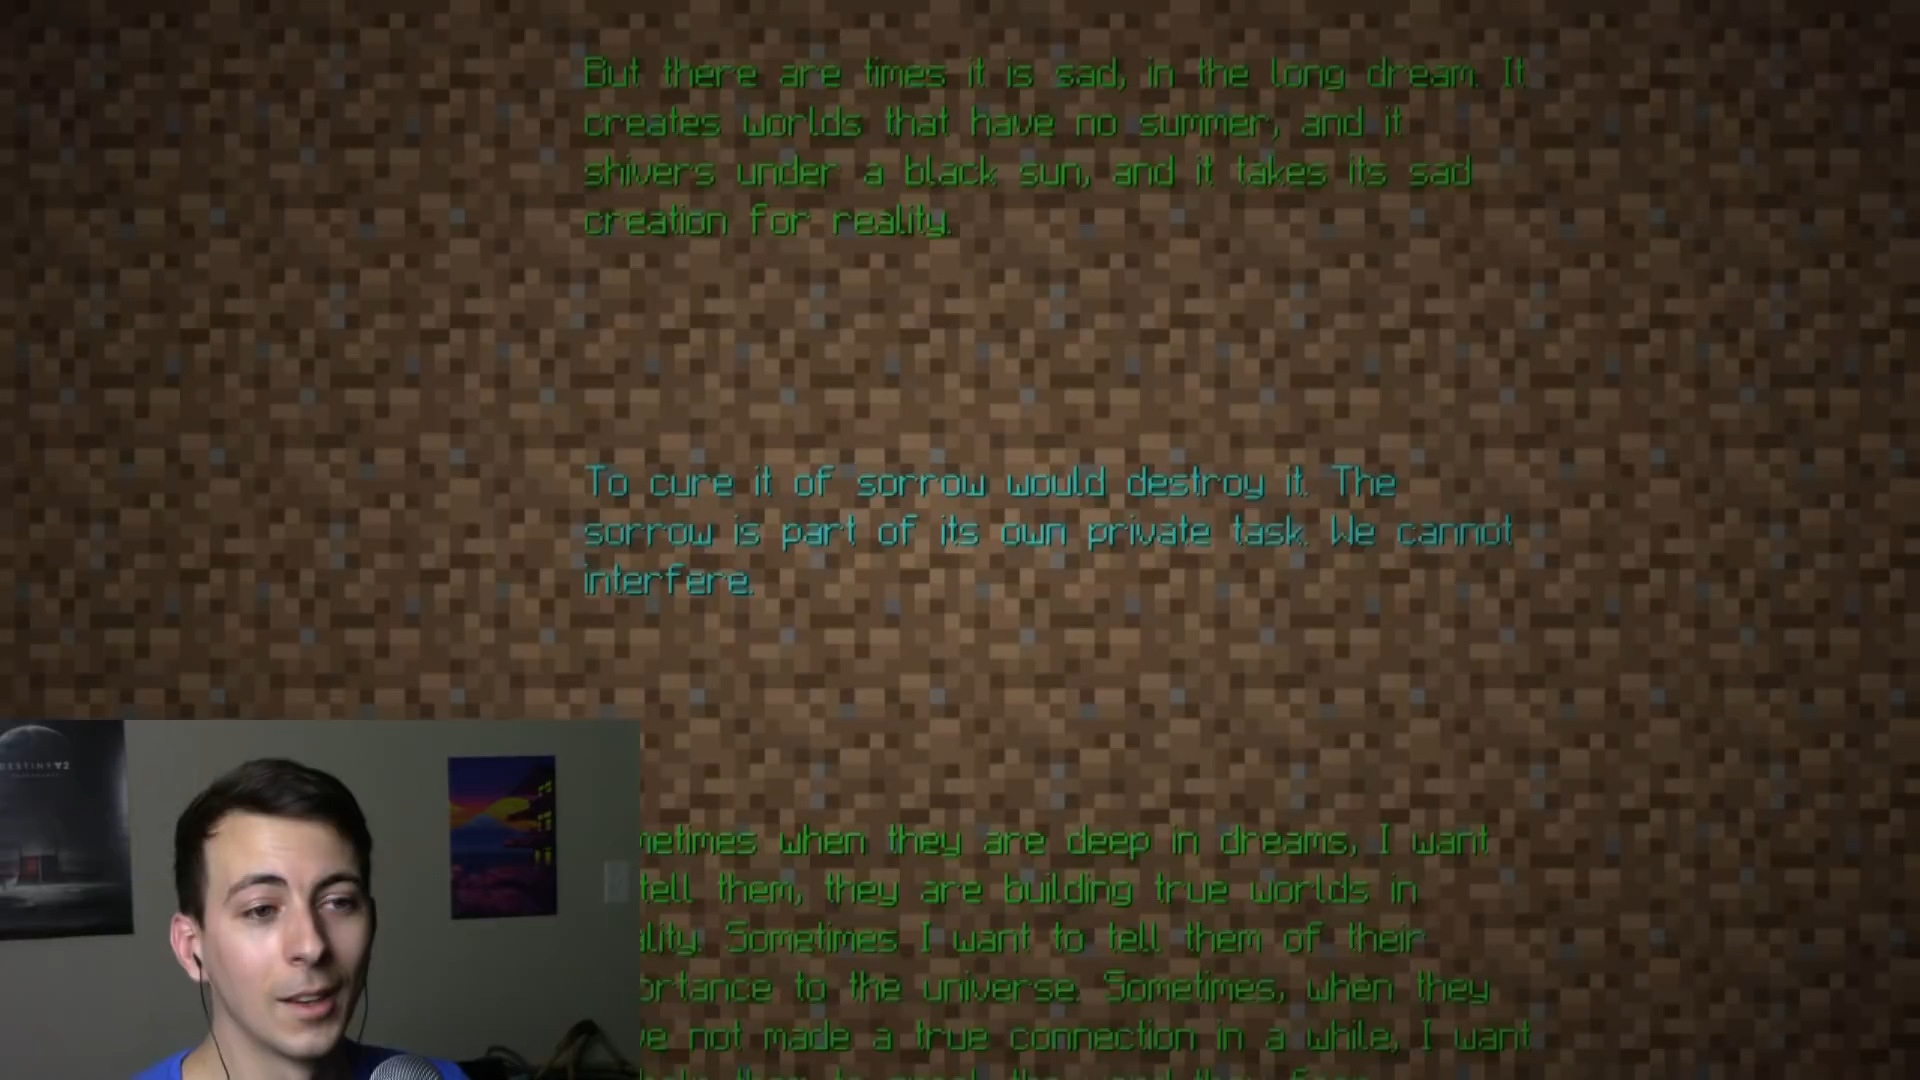 But there are times it is sad, in the long dream. It
creates worlds that have no summer, and it
shivers under a black sun, and it takes its sad
creation for reality.
To cure it of sorrow would destroy it. The
sorrow is part of its own private task. We cannot
interfere.
metimes when they are deep in dreams, I want
tell them, they are building true worlds in
ality. Sometimes I want to tell them of their
ortance to the universe. Sometimes, when they
ve not made a true connection in a while, I want
DESTINY 2